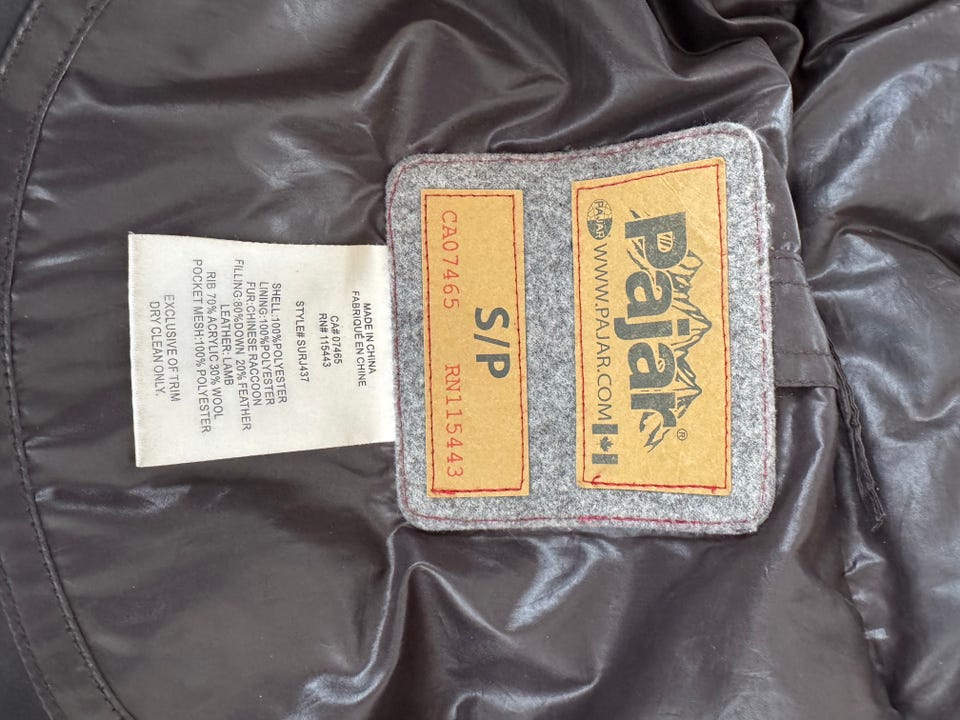 Pajar®
PAJAR WWW.PAJAR.COM
S/P
CA07465 RN115443
MADE IN CHINA
FABRIQUÉ EN CHINE
CA# 07465
RN# 115443
STYLE# SURJ437
SHELL:100%POLYESTER
LINING:100%POLYESTER
FUR:CHINESE RACCOON
FILLING:80%DOWN 20% FEATHER
LEATHER: LAMB
RIB 70% ACRYLIC 30% WOOL
POCKET MESH:100% POLYESTER
EXCLUSIVE OF TRIM
DRY CLEAN ONLY.